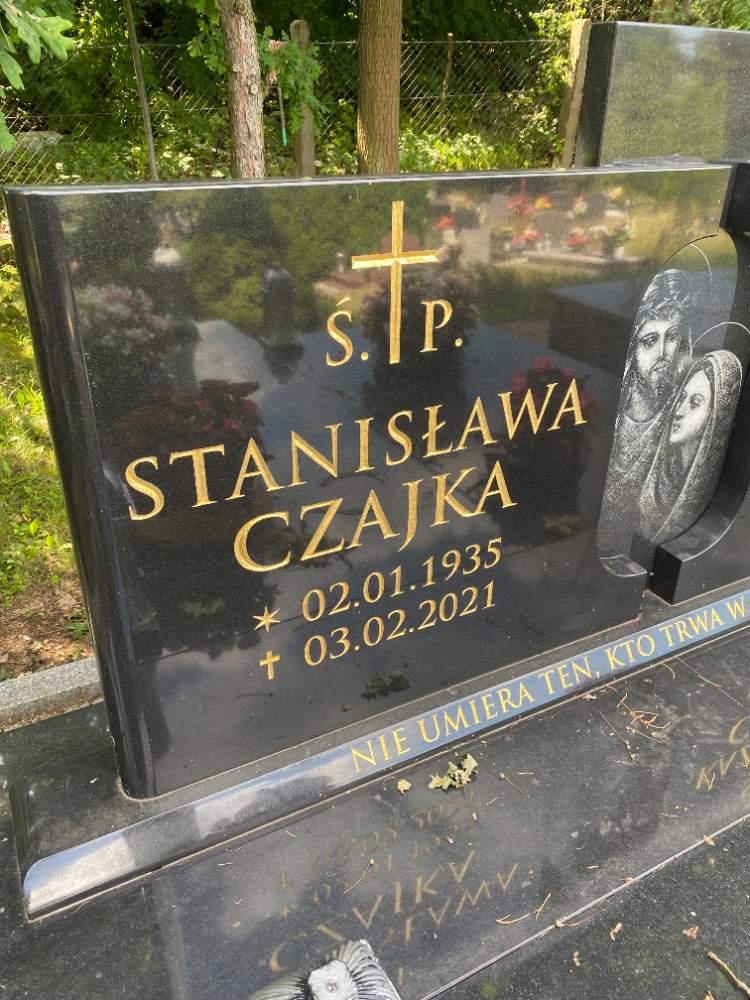 Ś. P.
STANISŁAWA
CZAJKA
02.01.1935
03.02.2021
NIE UMIERA TEN, KTO TRWA W